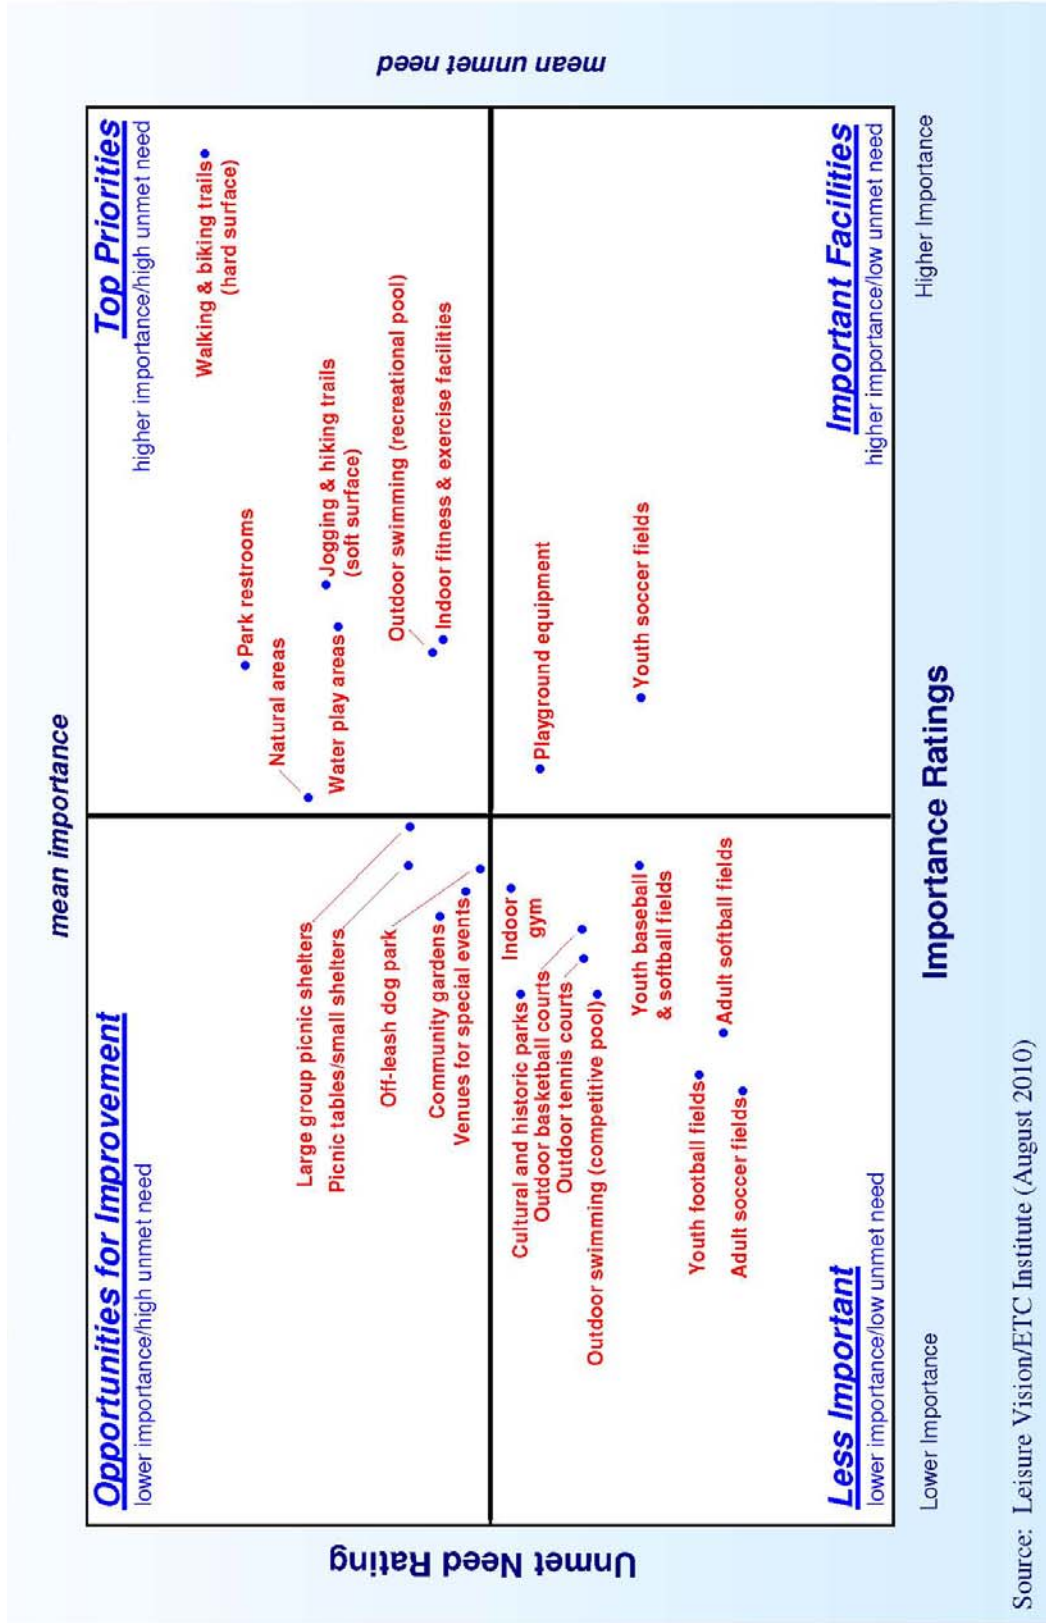 mean importance
Opportunities for Improvement
lower importance/high unmet need
Top Priorities
higher importance/high unmet need
Walking & biking trails
(hard surface)
Park restrooms
Natural areas
Jogging & hiking trails
(soft surface)
Water play areas
Outdoor swimming (recreational pool)
Indoor fitness & exercise facilities
Large group picnic shelters
Picnic tables/small shelters
Off-leash dog park
Community gardens
Venues for special events
Unmet Need Rating
mean unmet need
Indoor
gym
Cultural and historic parks
Outdoor basketball courts
Outdoor tennis courts
Outdoor swimming (competitive pool)
Youth baseball
& softball fields
Youth football fields
Adult softball fields
Adult soccer fields
Playground equipment
Youth soccer fields
Less Important
lower importance/low unmet need
Important Facilities
higher importance/low unmet need
Lower Importance
Importance Ratings
Higher Importance
Source: Leisure Vision/ETC Institute (August 2010)